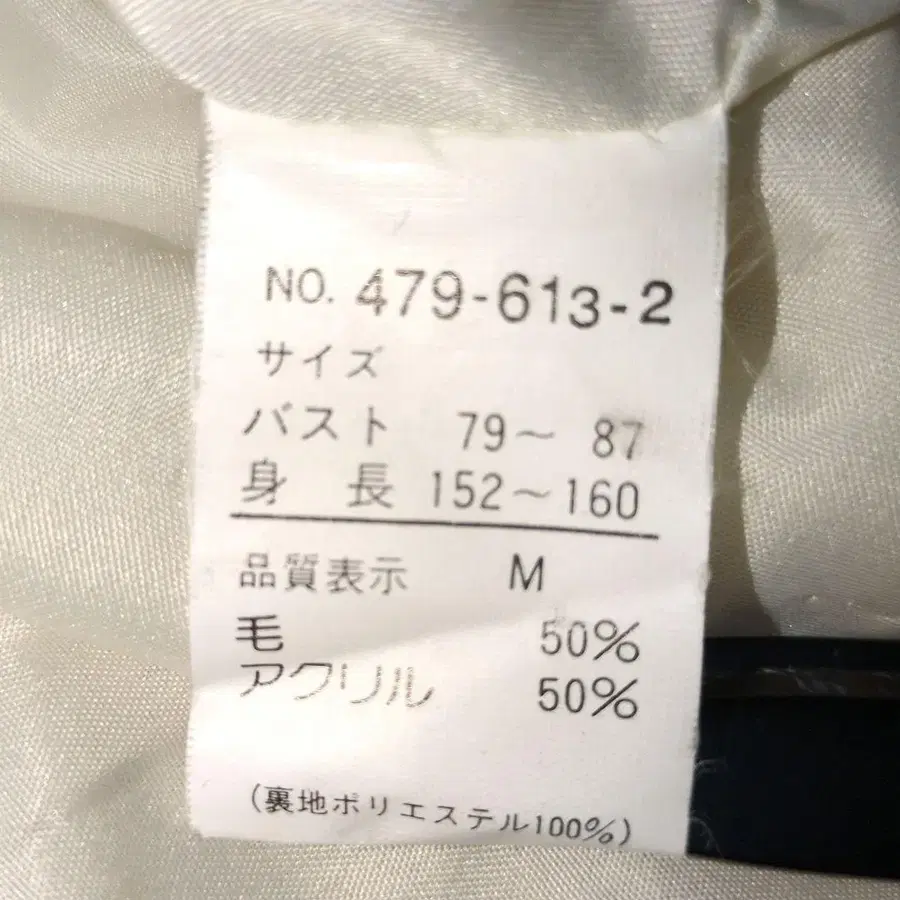 NO. 479-613-2
サイズ
バスト 79～ 87
身 長 152～160
品質表示 M
毛 50%
アクリル 50%
(裏地ポリエステル100%)